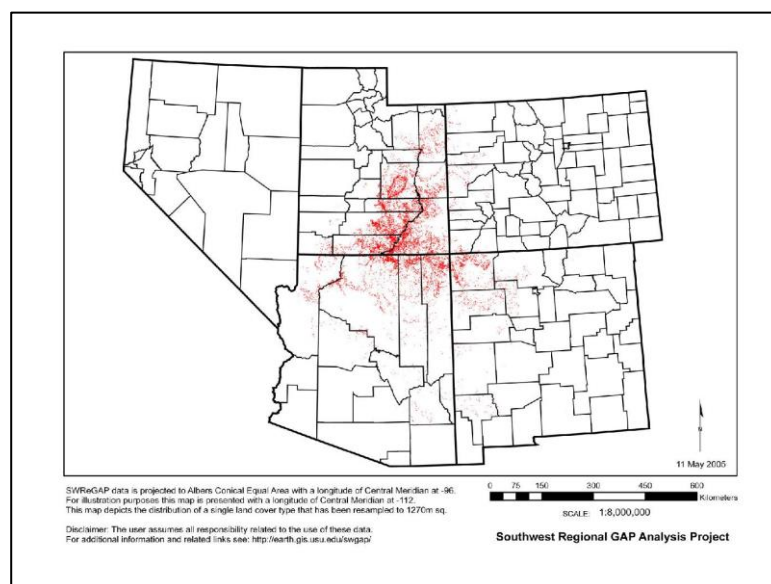 N
11 May 2005
SWReGAP data is projected to Albers Conical Equal Area with a longitude of Central Meridian at -96.
For illustration purposes this map is presented with a longitude of Central Meridian at -112.
This map depicts the distribution of a single land cover type that has been resampled to 1270m sq.
Disclaimer: The user assumes all responsibility related to the use of these data.
For additional information and related links see: http://earth.gis.usu.edu/swgap/
0 75 150 300 450 600
Kilometers
SCALE: 1:8,000,000
Southwest Regional GAP Analysis Project